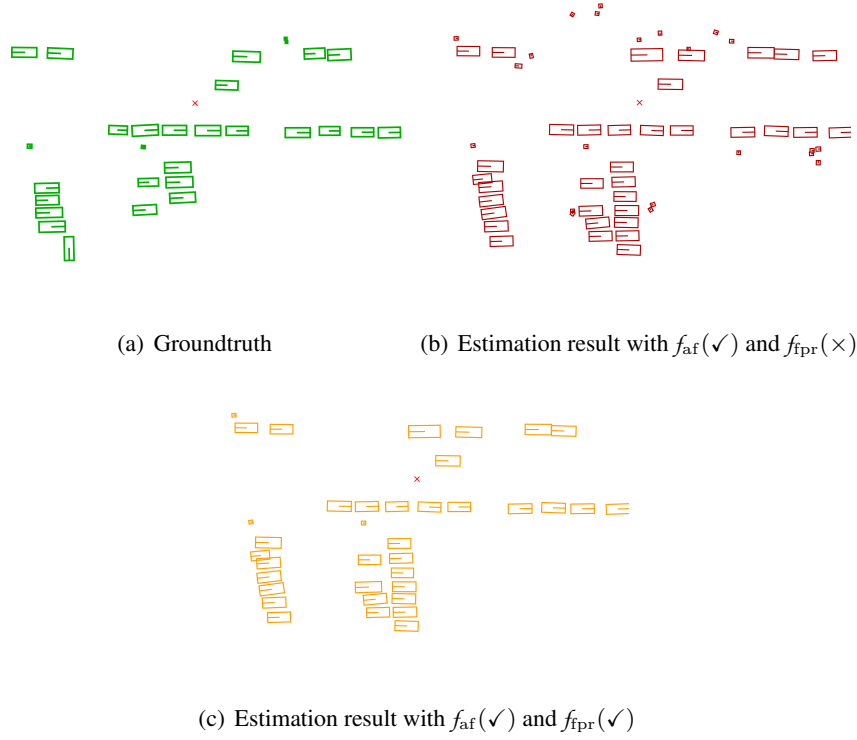 (a) Groundtruth
(b) Estimation result with f_af(✓) and f_fpr(×)
(c) Estimation result with f_af(✓) and f_fpr(✓)